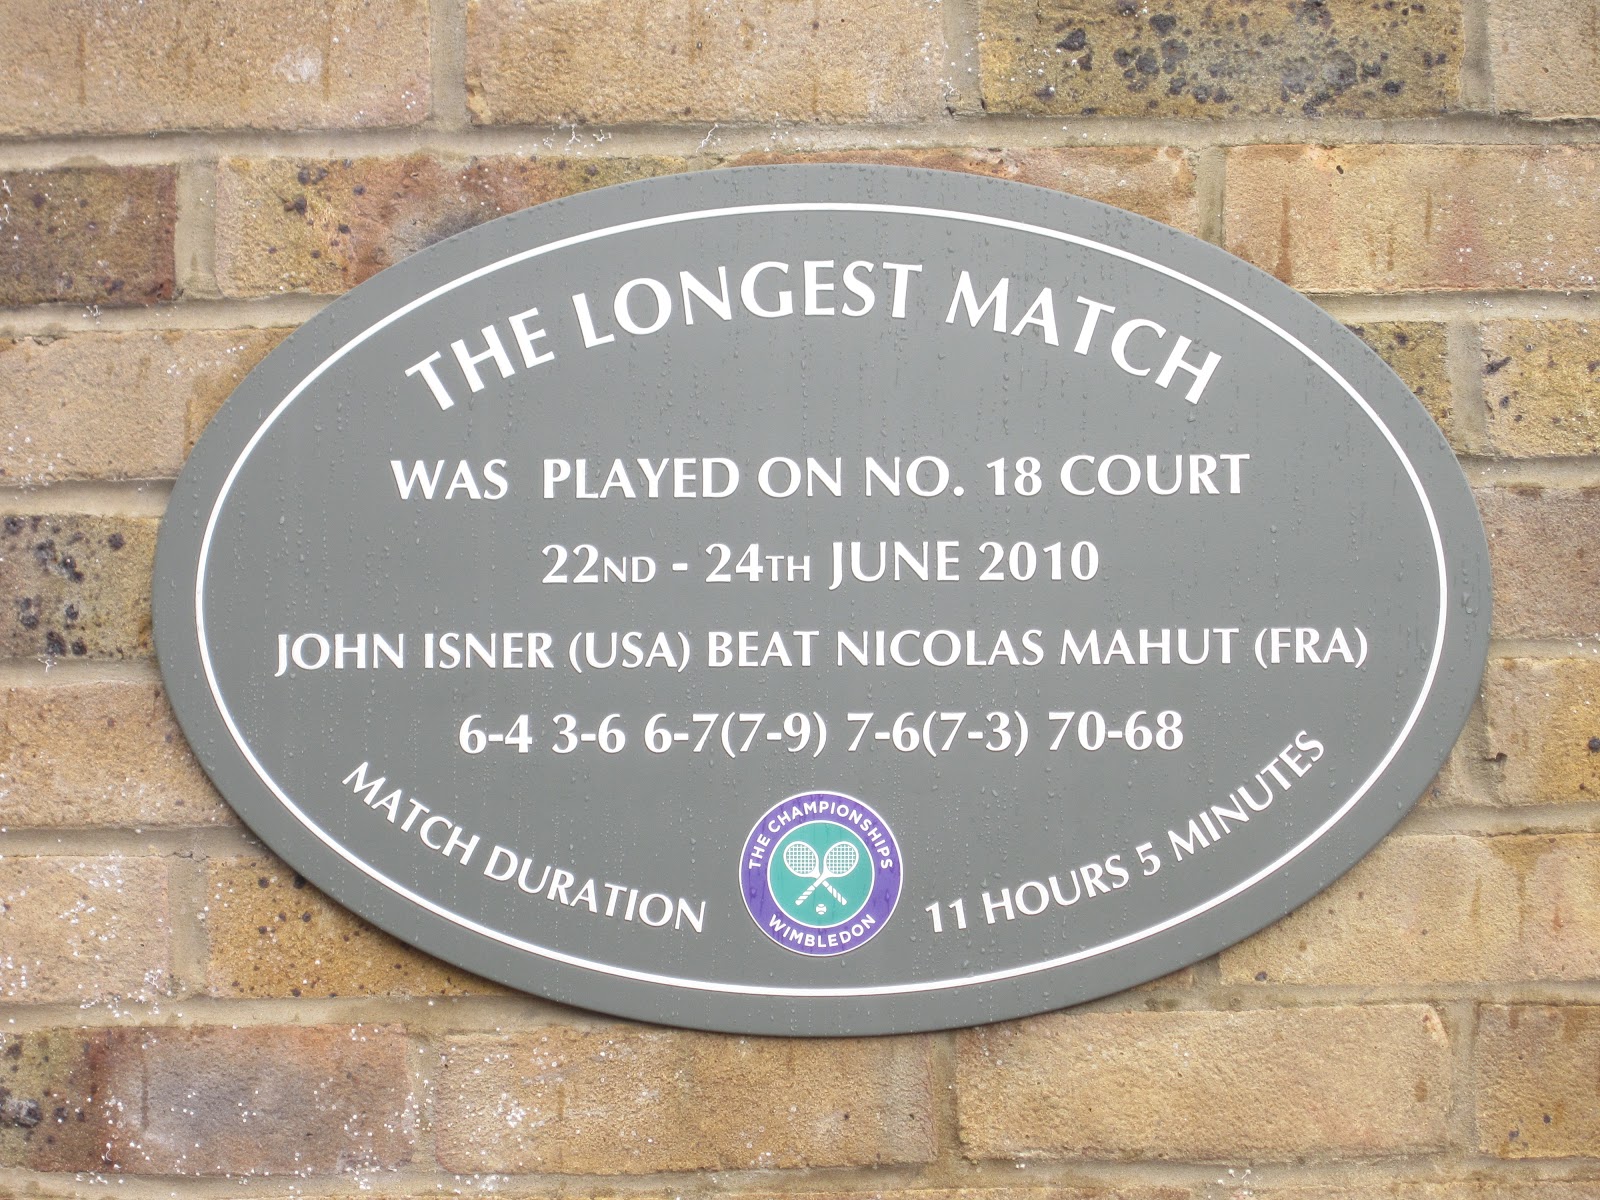 THE LONGEST MATCH
WAS PLAYED ON NO. 18 COURT
22ND - 24TH JUNE 2010
JOHN ISNER (USA) BEAT NICOLAS MAHUT (FRA)
6-4 3-6 6-7(7-9) 7-6(7-3) 70-68
MATCH DURATION 11 HOURS 5 MINUTES
THE CHAMPIONSHIPS
WIMBLEDON